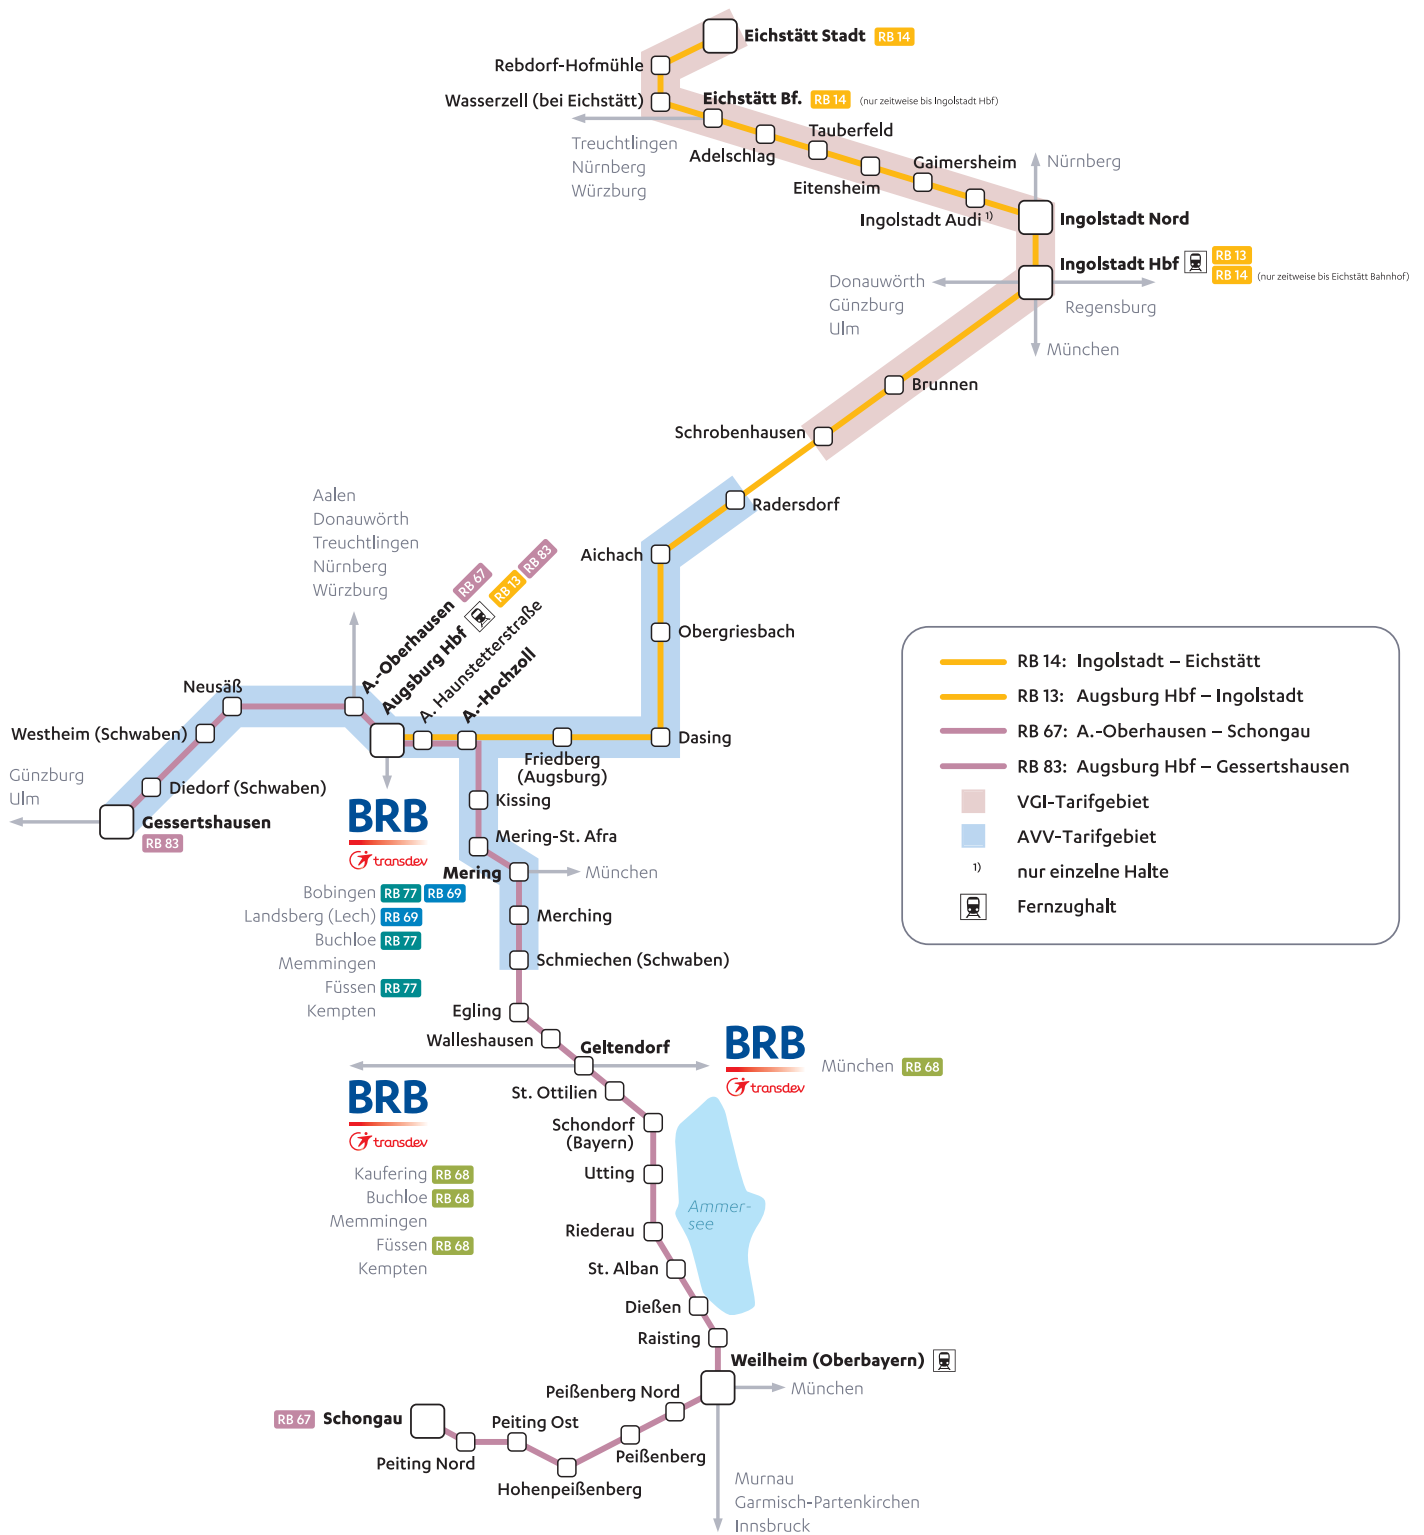 Eichstätt Stadt RB 14
Rebdorf-Hofmühle
Wasserzell (bei Eichstätt)
Eichstätt Bf. RB 14 (nur zeitweise bis Ingolstadt Hbf)
Treuchtlingen
Nürnberg
Würzburg
Adelschlag
Tauberfeld
Eitensheim
Gaimersheim
Ingolstadt Audi 1)
Nürnberg
Ingolstadt Nord
Ingolstadt Hbf RB 13
RB 14 (nur zeitweise bis Eichstätt Bahnhof)
Donauwörth
Günzburg
Ulm
Regensburg
München
Brunnen
Schrobenhausen
Radersdorf
Aichach
Obergriesbach
Dasing
Friedberg
(Augsburg)
Aalen
Donauwörth
Treuchtlingen
Nürnberg
Würzburg
A.-Oberhausen RB 67
Augsburg Hbf RB 13 RB 83
A. Haunstetterstraße
A.-Hochzoll
Neusäß
Westheim (Schwaben)
Diedorf (Schwaben)
Günzburg
Ulm
Gessertshausen
RB 83
BRB
transdev
Bobingen RB 77 RB 69
Landsberg (Lech) RB 69
Buchloe RB 77
Memmingen
Füssen RB 77
Kempten
Kissing
Mering-St. Afra
Mering
München
Merching
Schmiechen (Schwaben)
Egling
Walleshausen
Geltendorf
BRB
transdev
München RB 68
BRB
transdev
Kaufering RB 68
Buchloe RB 68
Memmingen
Füssen RB 68
Kempten
St. Ottilien
Schondorf
(Bayern)
Utting
Riederau
Ammer-
see
St. Alban
Dießen
Raisting
Weilheim (Oberbayern)
München
Peißenberg Nord
Peißenberg
Hohenpeißenberg
Peiting Ost
Peiting Nord
RB 67 Schongau
Murnau
Garmisch-Partenkirchen
Innsbruck
RB 14: Ingolstadt – Eichstätt
RB 13: Augsburg Hbf – Ingolstadt
RB 67: A.-Oberhausen – Schongau
RB 83: Augsburg Hbf – Gessertshausen
VGI-Tarifgebiet
AVV-Tarifgebiet
1) nur einzelne Halte
Fernzughalt